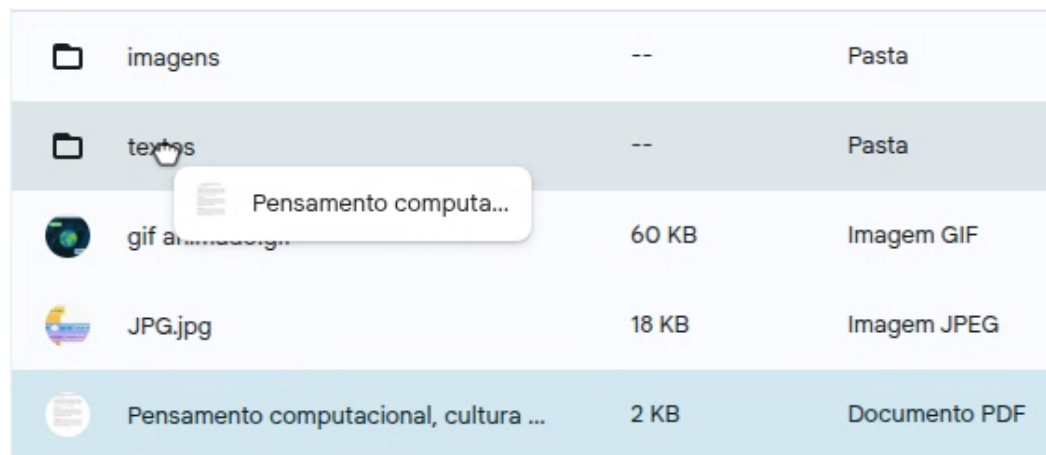 imagens -- Pasta
textos -- Pasta
Pensamento computa...
gif 60 KB Imagem GIF
JPG.jpg 18 KB Imagem JPEG
Pensamento computacional, cultura ... 2 KB Documento PDF